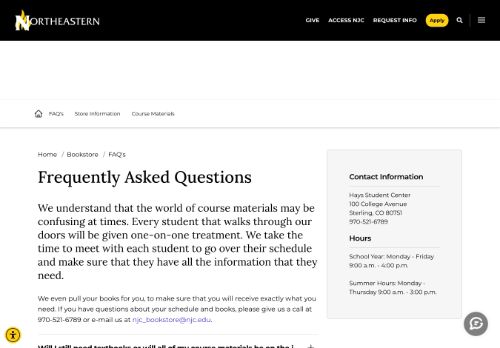 NORTHEASTERN
GIVE ACCESS NJC REQUEST INFO Apply
FAQ's Store Information Course Materials
Home / Bookstore / FAQ's
Frequently Asked Questions
We understand that the world of course materials may be
confusing at times. Every student that walks through our
doors will be given one-on-one treatment. We take the
time to meet with each student to go over their schedule
and make sure that they have all the information that they
need.
We even pull your books for you, to make sure that you will receive exactly what you
need. If you have questions about your schedule and books, please give us a call at
970-521-6789 or e-mail us at njc_bookstore@njc.edu.
Will I still need textbooks or will all of my course materials be on the i
Contact Information
Hays Student Center
100 College Avenue
Sterling, CO 80751
970-521-6789
Hours
School Year: Monday - Friday
9:00 a.m. - 4:00 p.m.
Summer Hours: Monday -
Thursday 9:00 a.m. - 3:00 p.m.